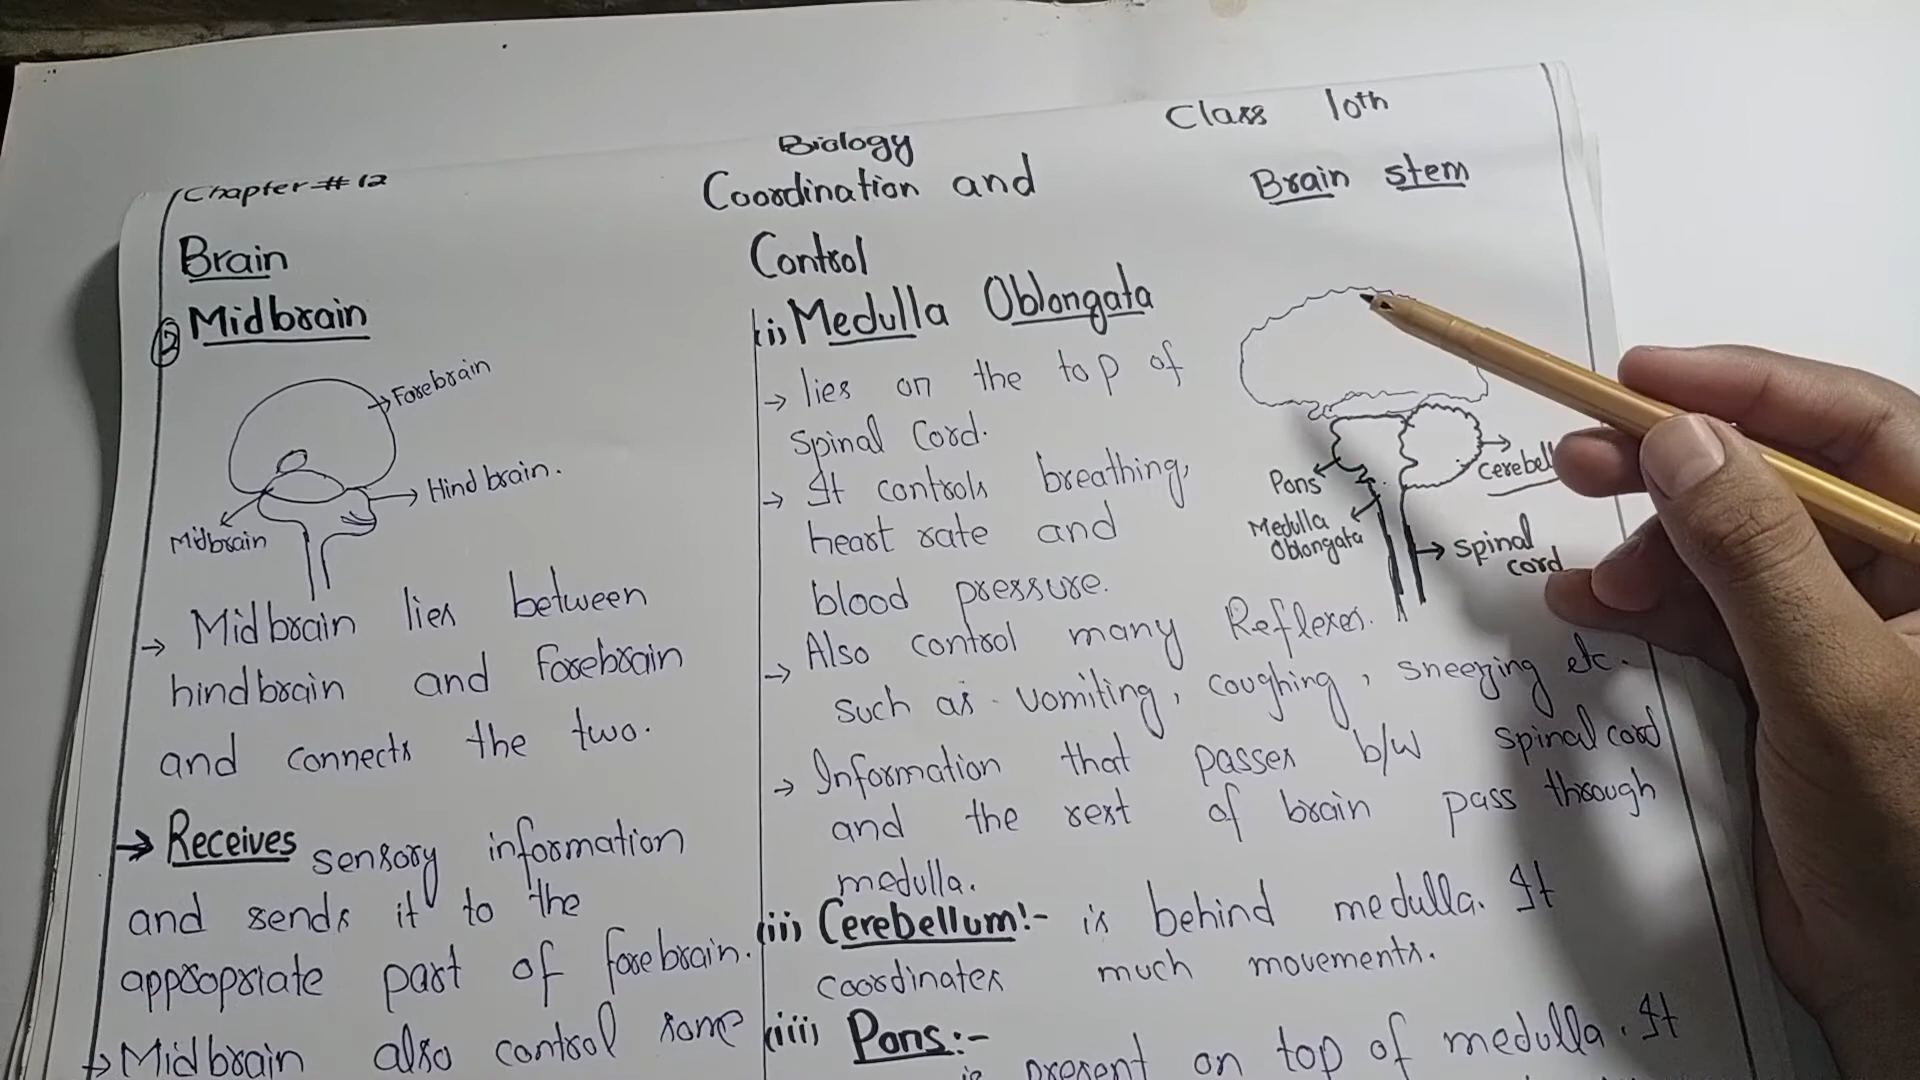 Class 10th
Biology
Chapter # 12
Coordination and
Control
Brain stem
Brain
② Midbrain
Forebrain
Hind brain.
Midbrain
→ Midbrain lies between
hindbrain and Forebrain
and connects the two.
→ Receives sensory information
and sends it to the
appropriate part of forebrain.
→ Midbrain also control some
(i) Medulla Oblongata
→ lies on the top of
Spinal Cord.
→ It controls breathing,
heart rate and
blood pressure.
→ Also control many Reflexes.
such as - vomiting, coughing, sneezing etc.
→ Information that passes b/w spinal cord
and the rest of brain pass through
medulla.
(ii) Cerebellum:- is behind medulla. It
coordinates much movements.
(iii) Pons:-
is present on top of medulla. It
Pons
Medulla
Oblongata
Cerebell
Spinal
cord